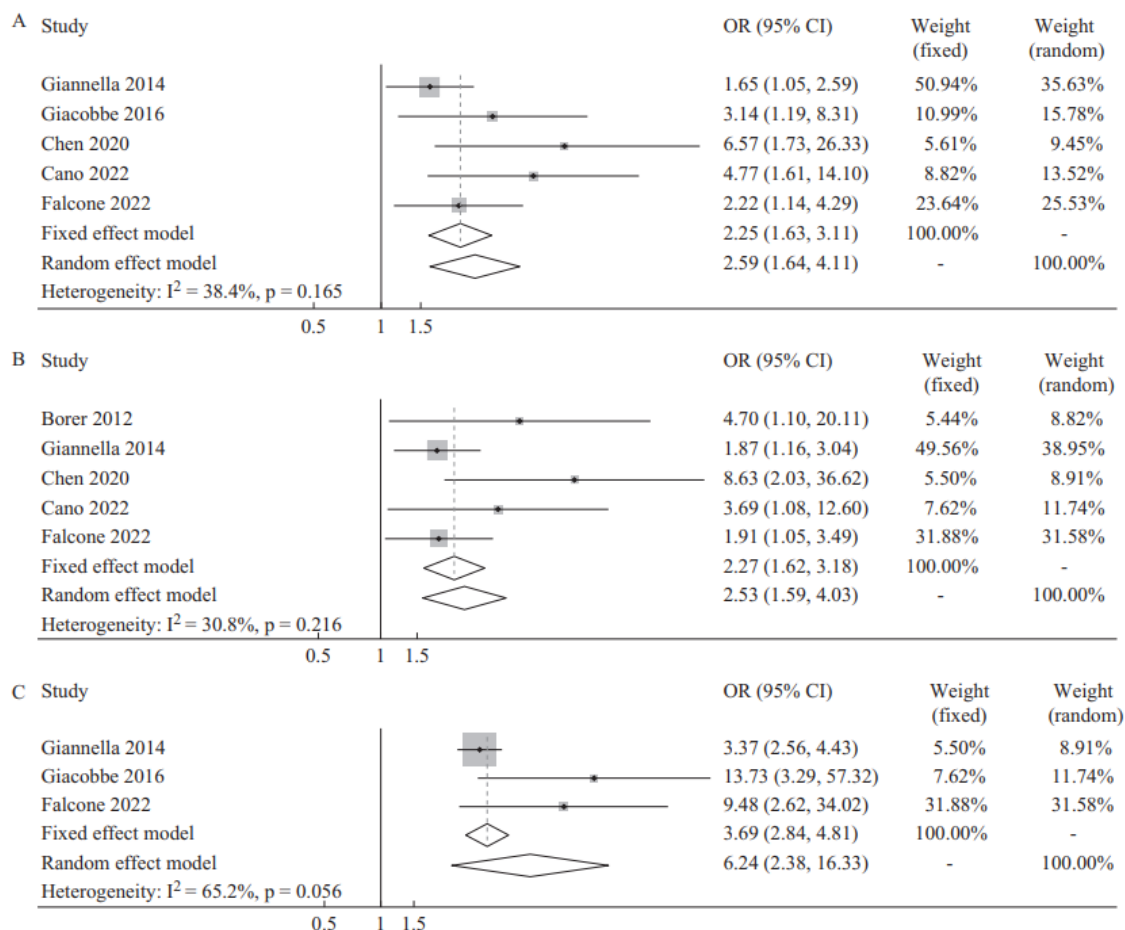 A Study OR (95% CI) Weight (fixed) Weight (random)
Giannella 2014 1.65 (1.05, 2.59) 50.94% 35.63%
Giacobbe 2016 3.14 (1.19, 8.31) 10.99% 15.78%
Chen 2020 6.57 (1.73, 26.33) 5.61% 9.45%
Cano 2022 4.77 (1.61, 14.10) 8.82% 13.52%
Falcone 2022 2.22 (1.14, 4.29) 23.64% 25.53%
Fixed effect model 2.25 (1.63, 3.11) 100.00% -
Random effect model 2.59 (1.64, 4.11) - 100.00%
Heterogeneity: I² = 38.4%, p = 0.165
0.5 1 1.5
B Study OR (95% CI) Weight (fixed) Weight (random)
Borer 2012 4.70 (1.10, 20.11) 5.44% 8.82%
Giannella 2014 1.87 (1.16, 3.04) 49.56% 38.95%
Chen 2020 8.63 (2.03, 36.62) 5.50% 8.91%
Cano 2022 3.69 (1.08, 12.60) 7.62% 11.74%
Falcone 2022 1.91 (1.05, 3.49) 31.88% 31.58%
Fixed effect model 2.27 (1.62, 3.18) 100.00% -
Random effect model 2.53 (1.59, 4.03) - 100.00%
Heterogeneity: I² = 30.8%, p = 0.216
0.5 1 1.5
C Study OR (95% CI) Weight (fixed) Weight (random)
Giannella 2014 3.37 (2.56, 4.43) 5.50% 8.91%
Giacobbe 2016 13.73 (3.29, 57.32) 7.62% 11.74%
Falcone 2022 9.48 (2.62, 34.02) 31.88% 31.58%
Fixed effect model 3.69 (2.84, 4.81) 100.00% -
Random effect model 6.24 (2.38, 16.33) - 100.00%
Heterogeneity: I² = 65.2%, p = 0.056
0.5 1 1.5